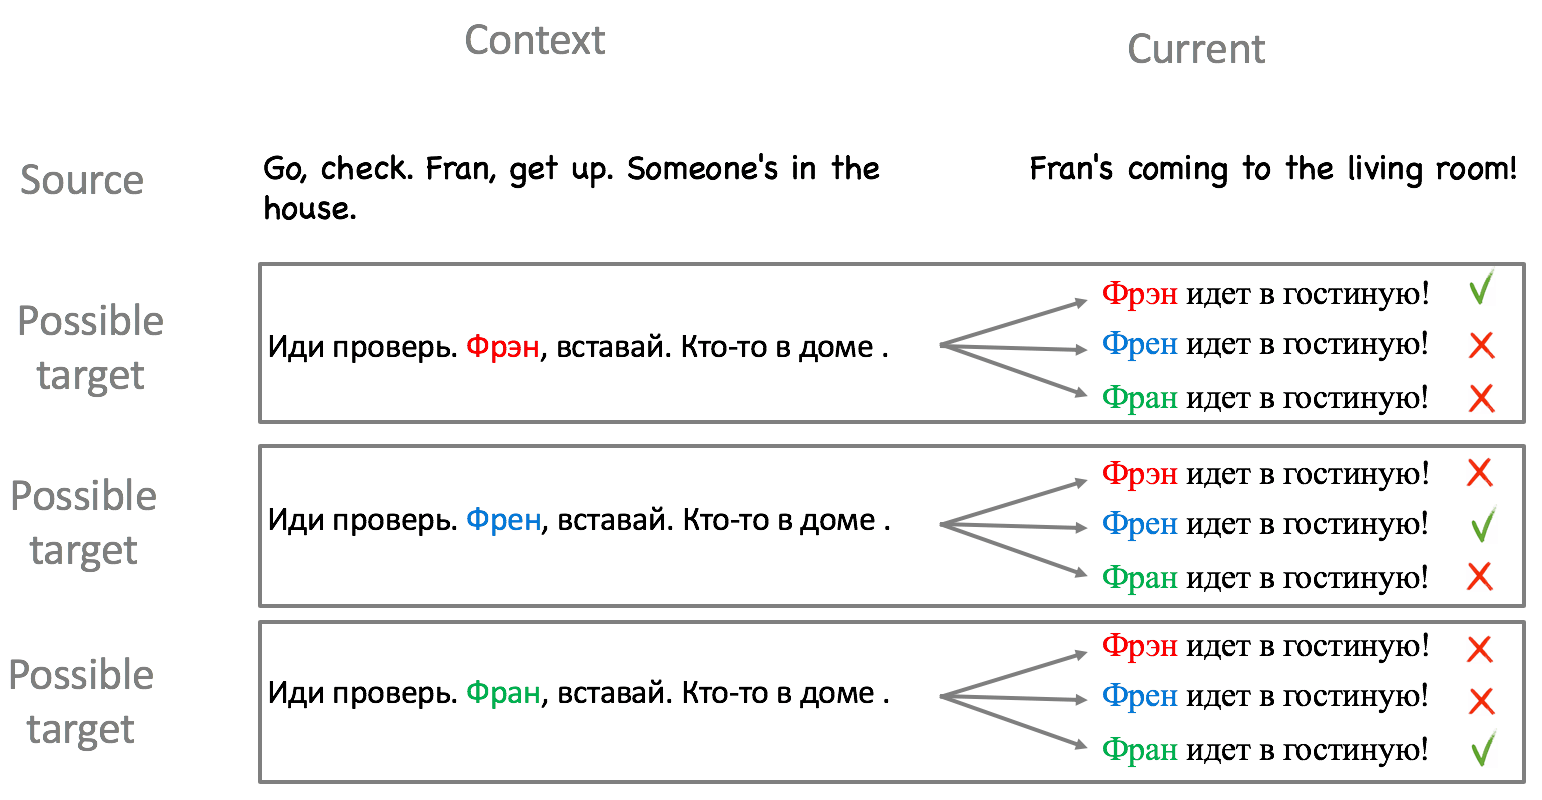 Context
Current
Source
Go, check. Fran, get up. Someone's in the
house.
Fran's coming to the living room!
Possible
target
Иди проверь. Фрэн, вставай. Кто-то в доме .
Фрэн идет в гостиную!
Френ идет в гостиную!
Фран идет в гостиную!
Possible
target
Иди проверь. Френ, вставай. Кто-то в доме .
Фрэн идет в гостиную!
Френ идет в гостиную!
Фран идет в гостиную!
Possible
target
Иди проверь. Фран, вставай. Кто-то в доме .
Фрэн идет в гостиную!
Френ идет в гостиную!
Фран идет в гостиную!